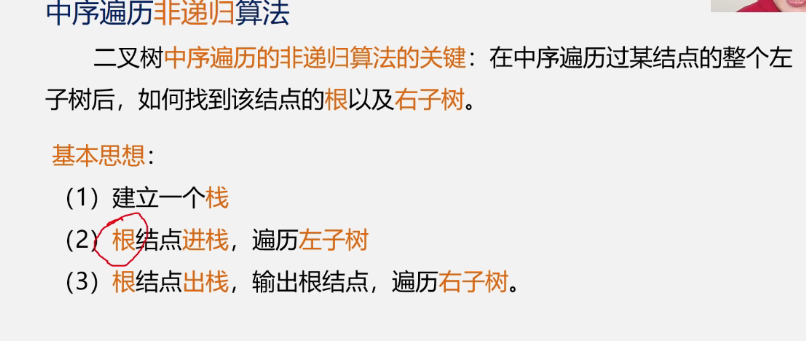 中序遍历非递归算法
二叉树中序遍历的非递归算法的关键：在中序遍历过某结点的整个左
子树后，如何找到该结点的根以及右子树。
基本思想：
（1）建立一个栈
（2）根结点进栈，遍历左子树
（3）根结点出栈，输出根结点，遍历右子树。